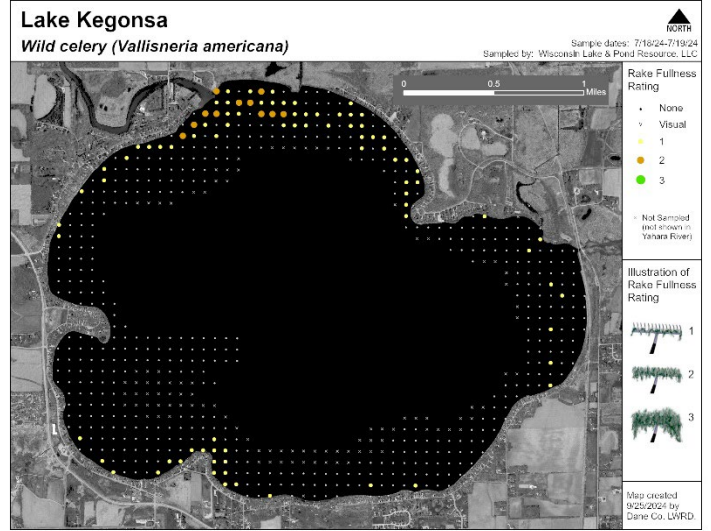 Lake Kegonsa
Wild celery (Vallisneria americana)
NORTH
Sample dates: 7/18/24-7/19/24
Sampled by: Wisconsin Lake & Pond Resource, LLC
0 0.5 1
Miles
Rake Fullness
Rating
None
Visual
1
2
3
Not Sampled
(not shown in
Yahara River)
Illustration of
Rake Fullness
Rating
1
2
3
Map created
9/25/2024 by
Dane Co. LWRD.